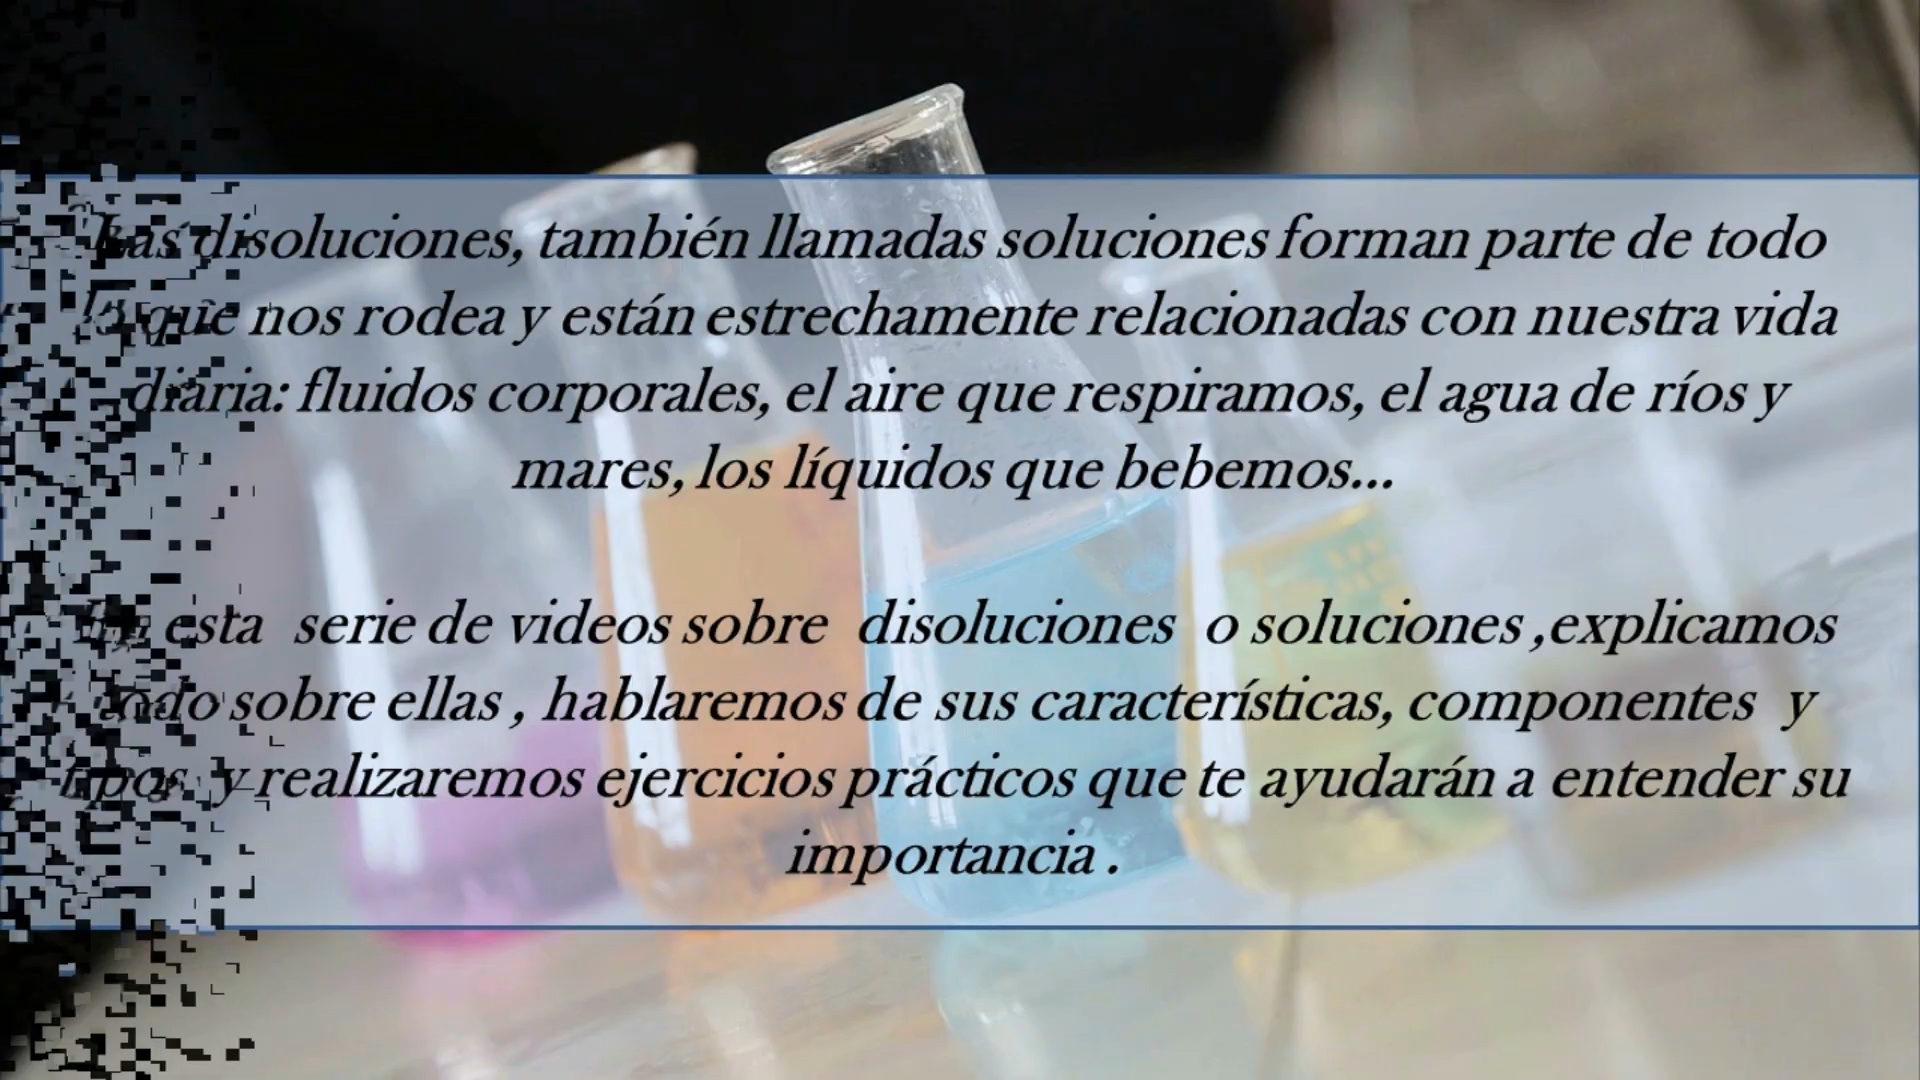 Las disoluciones, también llamadas soluciones forman parte de todo
que nos rodea y están estrechamente relacionadas con nuestra vida
diaria: fluidos corporales, el aire que respiramos, el agua de ríos y
mares, los líquidos que bebemos...
esta serie de videos sobre disoluciones o soluciones ,explicamos
todo sobre ellas , hablaremos de sus características, componentes y
tipos y realizaremos ejercicios prácticos que te ayudarán a entender su
importancia .